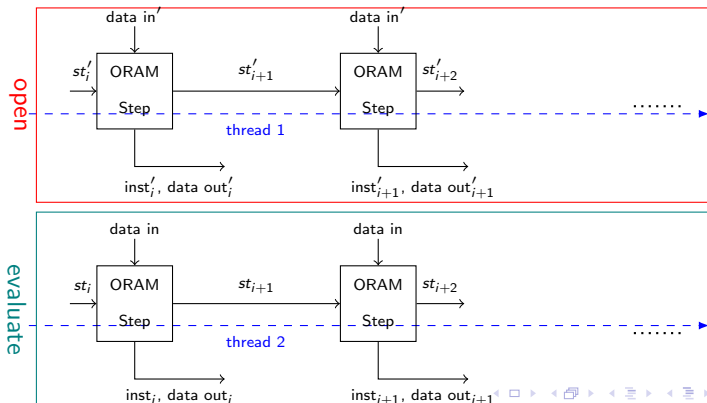 data in′ data in′
st′ᵢ ORAM st′ᵢ₊₁ ORAM st′ᵢ₊₂
open
Step Step .......
thread 1
inst′ᵢ, data out′ᵢ inst′ᵢ₊₁, data out′ᵢ₊₁
data in data in
stᵢ ORAM stᵢ₊₁ ORAM stᵢ₊₂
evaluate
Step Step .......
thread 2
instᵢ, data outᵢ instᵢ₊₁, data outᵢ₊₁